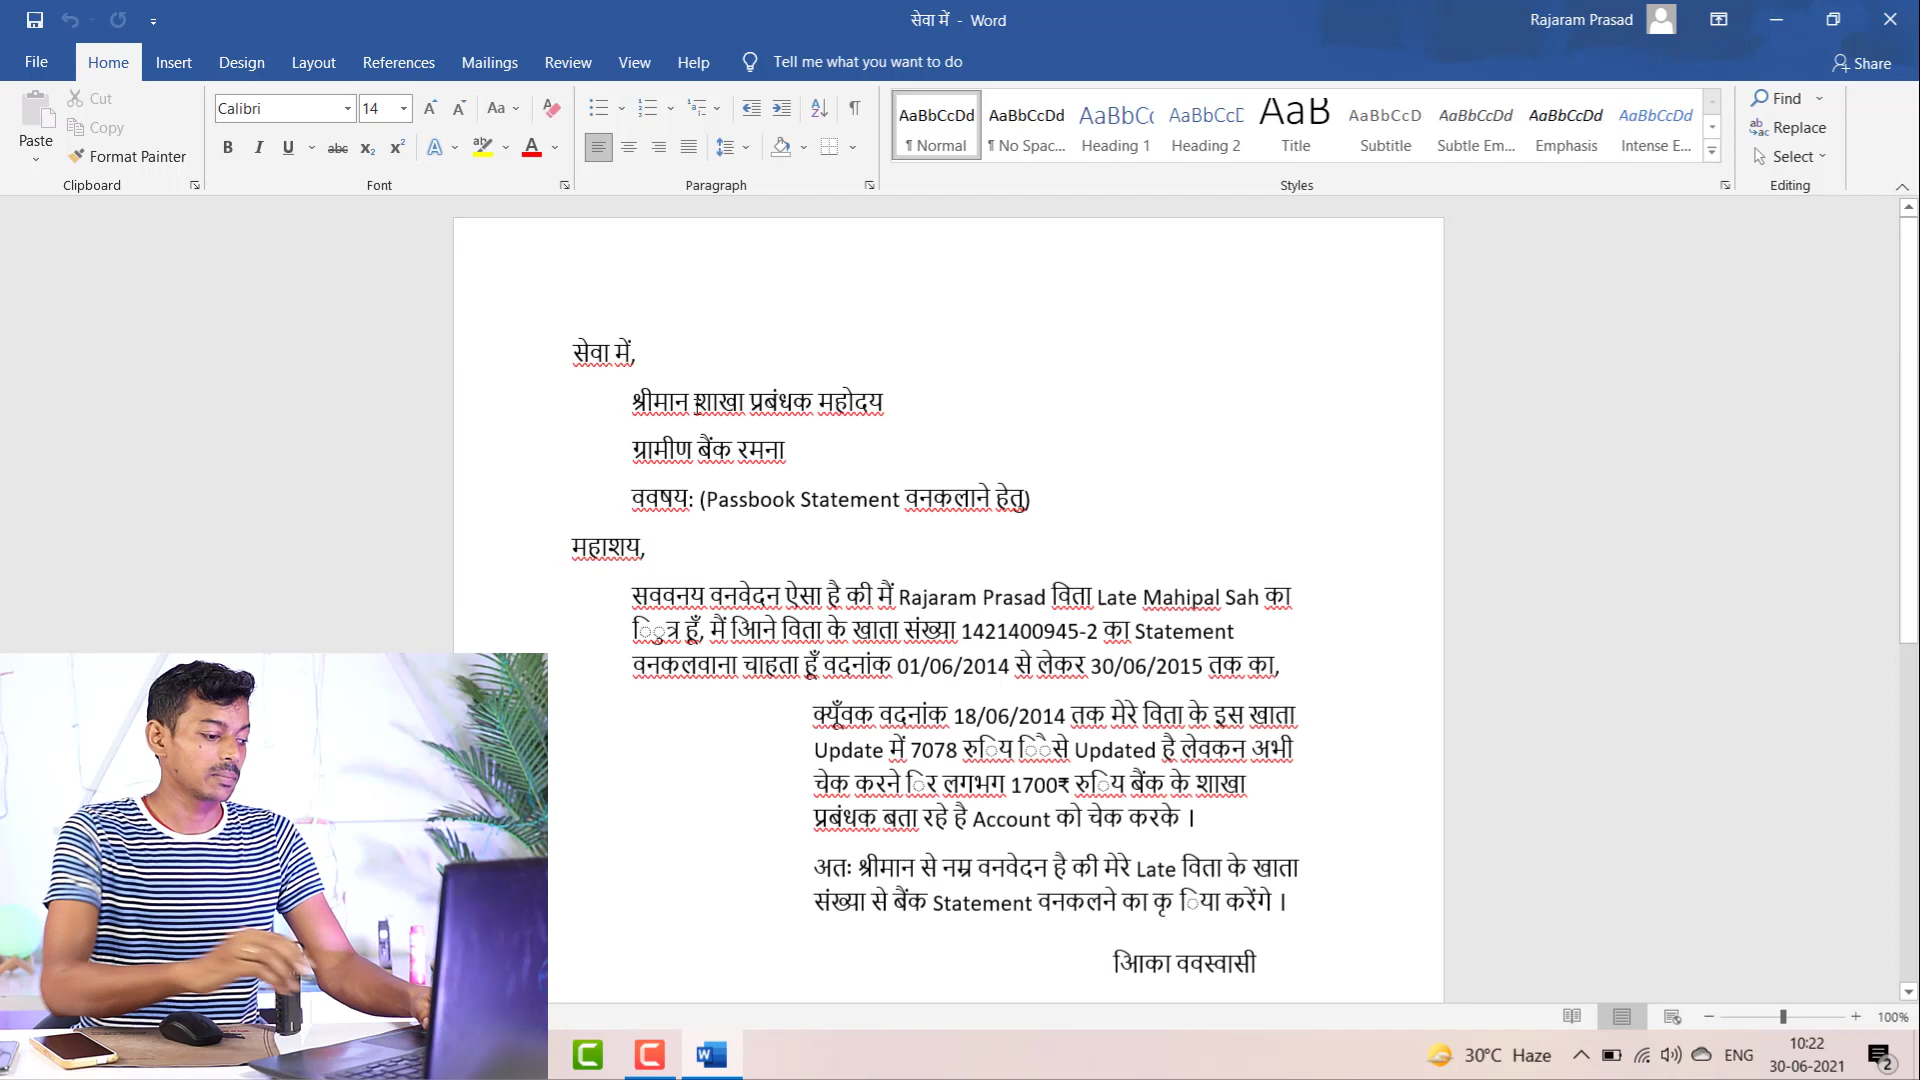 सेवा में - Word
Rajaram Prasad
File Home Insert Design Layout References Mailings Review View Help Tell me what you want to do
Share
Paste
Cut
Copy
Format Painter
Clipboard
Calibri 14
Font
Paragraph
AaBbCcDd AaBbCcDd AaBbCc AaBbCcD AaB AaBbCcD AaBbCcDd AaBbCcDd AaBbCcDd
¶ Normal ¶ No Spac... Heading 1 Heading 2 Title Subtitle Subtle Em... Emphasis Intense E...
Styles
Find
Replace
Select
Editing
सेवा में,
श्रीमान शाखा प्रबंधक महोदय
ग्रामीण बैंक रमना
ववषय: (Passbook Statement वनकलाने हेतु)
महाशय,
सववनय वनवेदन ऐसा है की मैं Rajaram Prasad विता Late Mahipal Sah का
िुत्र हूँ, मैं आिने विता के खाता संख्या 1421400945-2 का Statement
वनकलवाना चाहता हूँ वदनांक 01/06/2014 से लेकर 30/06/2015 तक का,
क्यूँवक वदनांक 18/06/2014 तक मेरे विता के इस खाता
Update में 7078 रुिय िैसे Updated है लेवकन अभी
चेक करने िर लगभग 1700₹ रुिय बैंक के शाखा
प्रबंधक बता रहे है Account को चेक करके ।
अतः श्रीमान से नम्र वनवेदन है की मेरे Late विता के खाता
संख्या से बैंक Statement वनकलने का कृ िया करेंगे ।
आिका ववस्वासी
100%
30°C Haze
ENG
10:22
30-06-2021
2